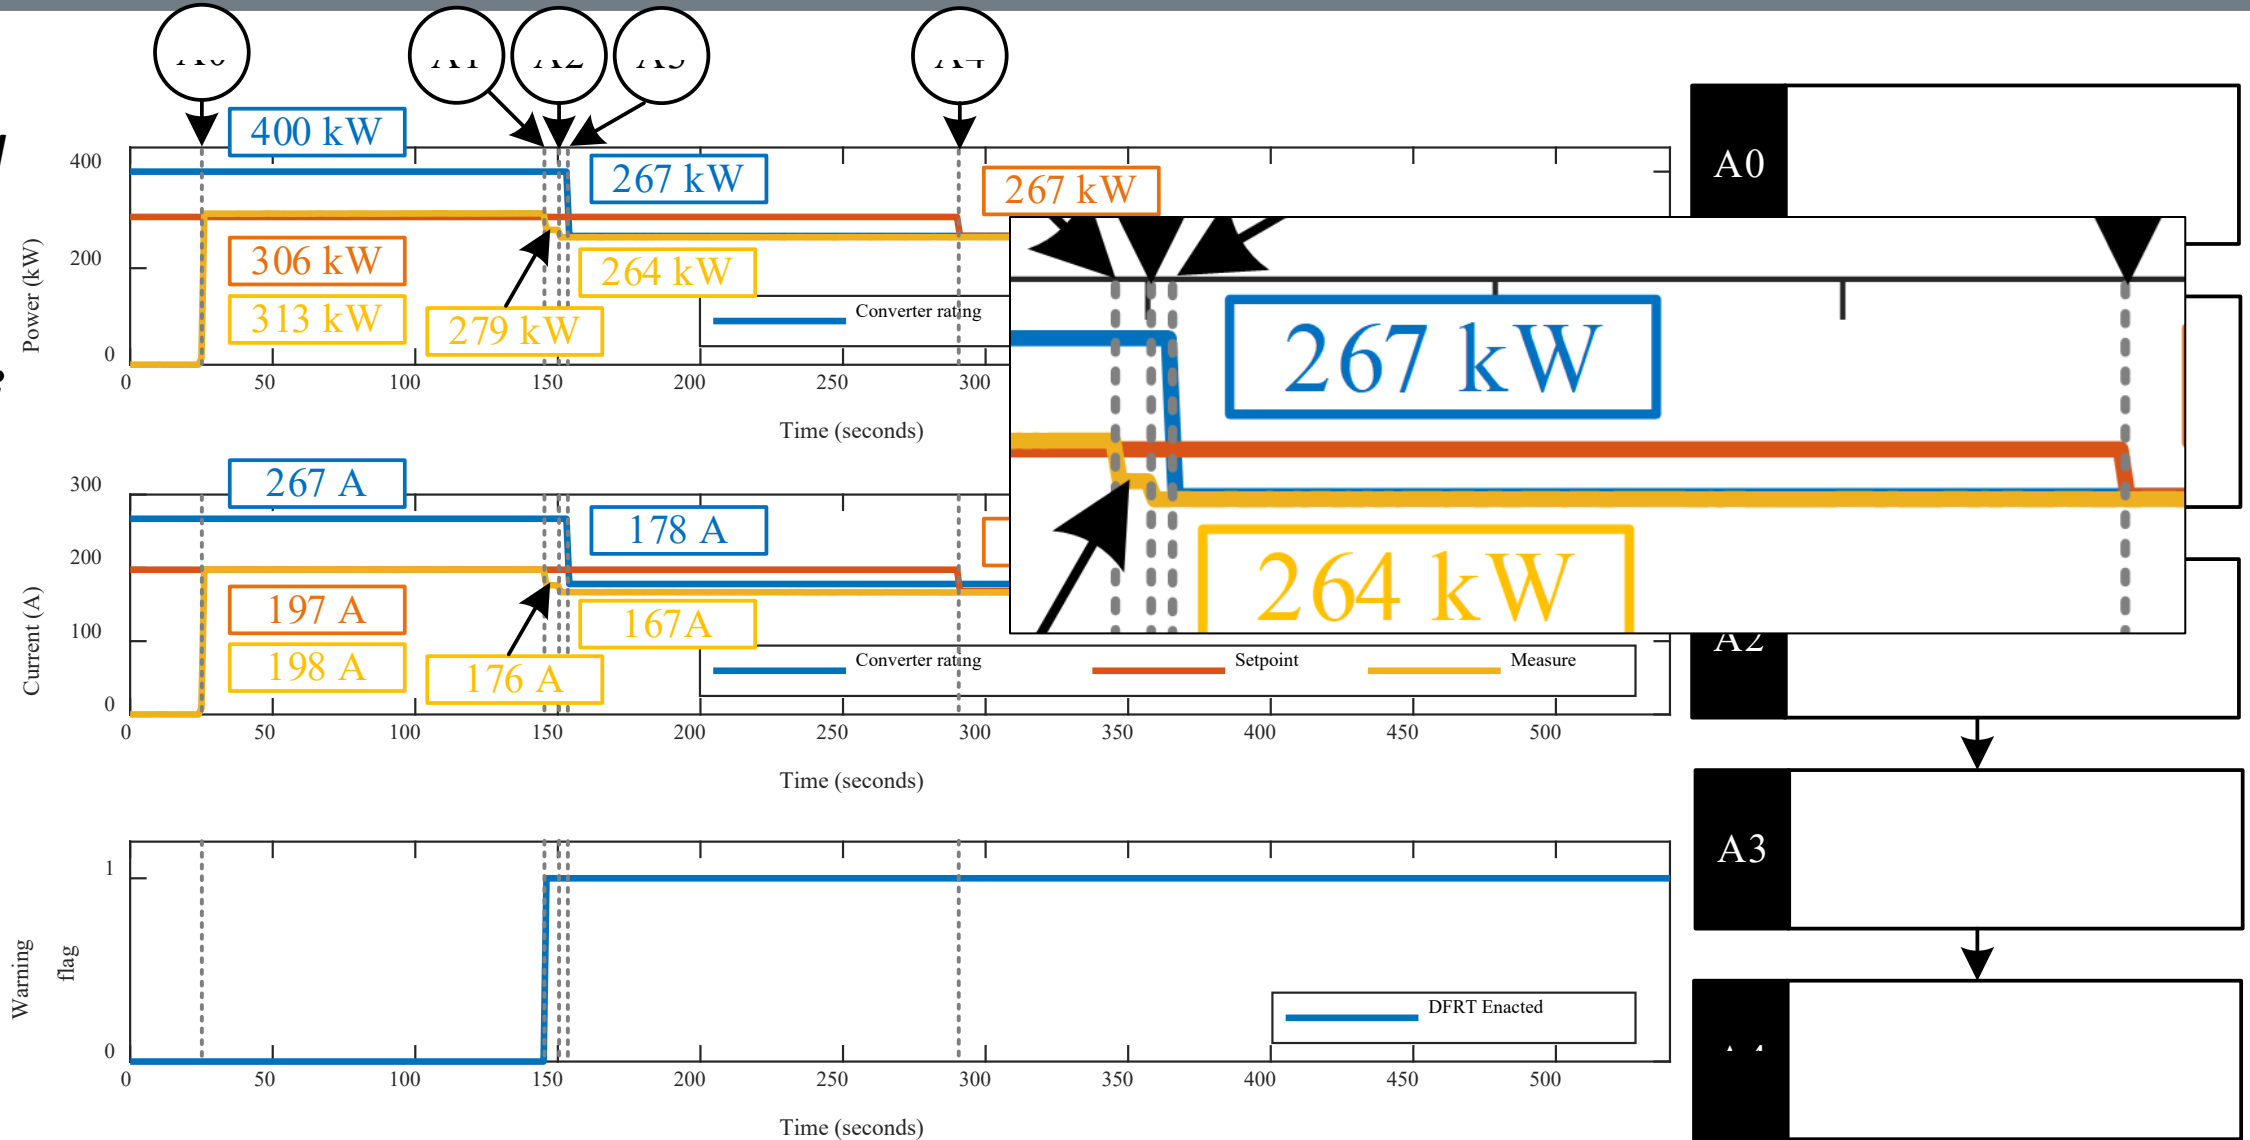 400 kW
267 kW
267 kW
306 kW
313 kW
279 kW
264 kW
Power (kW)
400
200
0
Converter rating
0 50 100 150 200 250 300
Time (seconds)
267 kW
264 kW
267 A
178 A
197 A
198 A
176 A
167A
Current (A)
300
200
100
0
Converter rating Setpoint Measure
0 50 100 150 200 250 300 350 400 450 500
Time (seconds)
Warning
flag
1
0
DFRT Enacted
0 50 100 150 200 250 300 350 400 450 500
Time (seconds)
A0
A2
A3